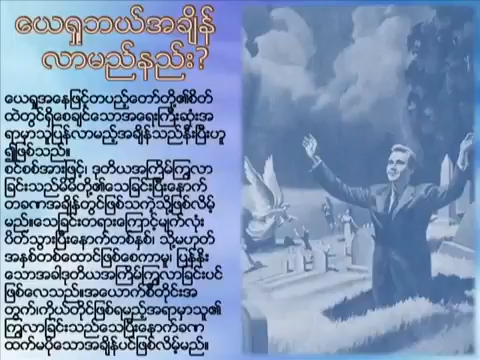 ယေရှုဘယ်အချိန်
လာမည်နည်း?
ယေရှုအနေဖြင့်တပည့်တော်တို့၏စိတ်
ထဲတွင်ရှိစေချင်သောအရေးကြီးဆုံးအ
ရာမှာသူပြန်လာမည့်အချိန်သည်နီးပြီးဟူ
၍ဖြစ်သည်။
စင်စစ်အားဖြင့်၊ ဒုတိယအကြိမ်ကြွလာ
ခြင်းသည်မိမိတို့၏သေခြင်းပြီးနောက်
တခဏအချိန်တွင်ဖြစ်သကဲ့သို့ဖြစ်လိမ့်
မည်။သေခြင်းတရားကြောင့်မျက်လုံး
ပိတ်သွားပြီးနောက်တစ်နှစ်၊ သို့မဟုတ်
အနှစ်တစ်ထောင်ဖြစ်စေကာမူ၊ ပြန်နိုး
သောအခါဒုတိယအကြိမ်ကြွလာခြင်းပင်
ဖြစ်လေသည်။အယောက်စီတိုင်းအ
တွက်၊ကိုယ်တိုင်ဖြစ်ရမည့်အရာမှာသူ၏
ကြွလာခြင်းသည်သေပြီးနောက်ခဏ
ထက်မပိုသောအချိန်ပင်ဖြစ်လိမ့်မည်။